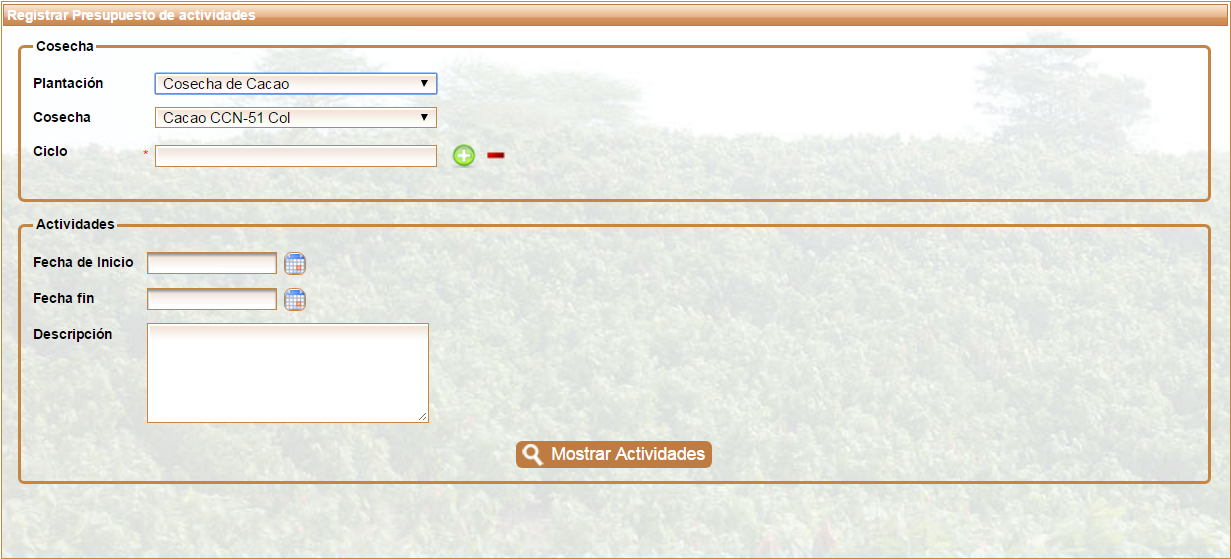 Registrar Presupuesto de actividades
Cosecha
Plantación Cosecha de Cacao
Cosecha Cacao CCN-51 Col
Ciclo *
Actividades
Fecha de Inicio
Fecha fin
Descripción
Mostrar Actividades